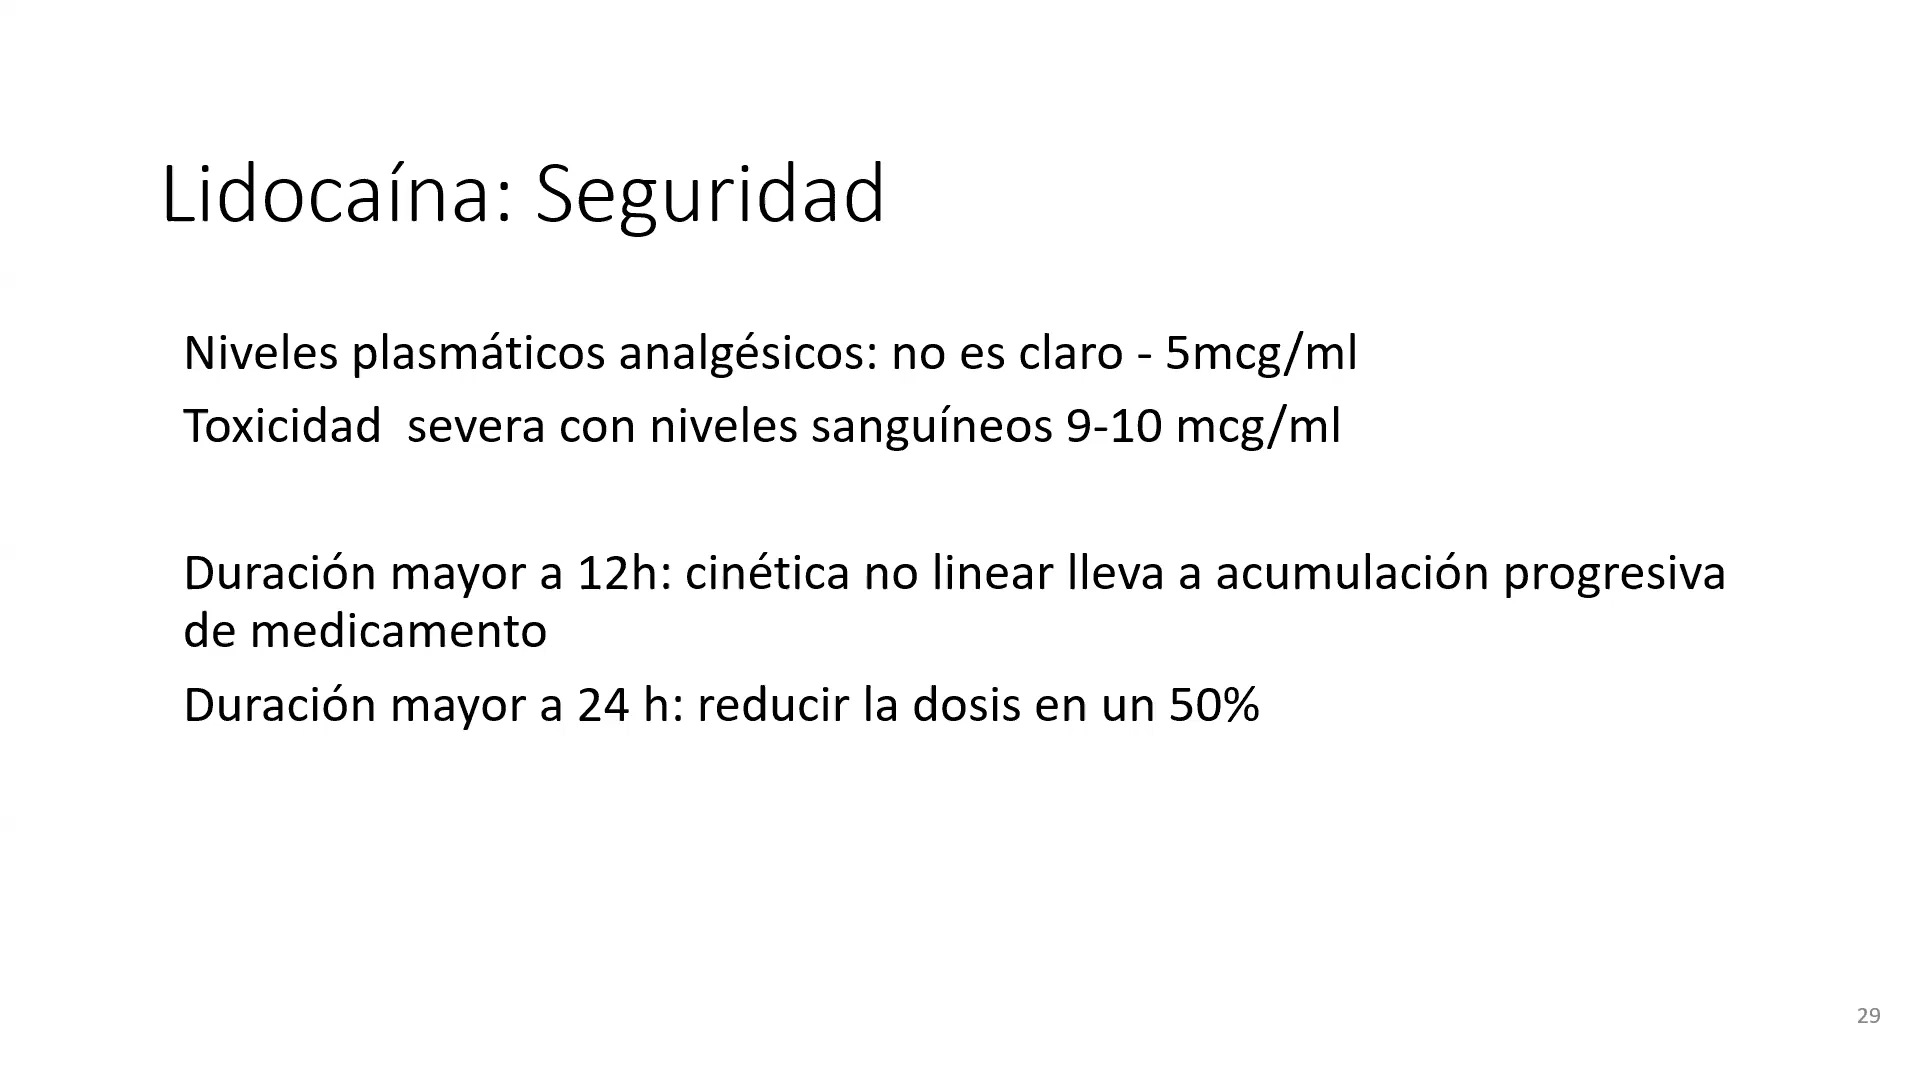 Lidocaína: Seguridad
Niveles plasmáticos analgésicos: no es claro - 5mcg/ml
Toxicidad  severa con niveles sanguíneos 9-10 mcg/ml
Duración mayor a 12h: cinética no linear lleva a acumulación progresiva
de medicamento
Duración mayor a 24 h: reducir la dosis en un 50%
29